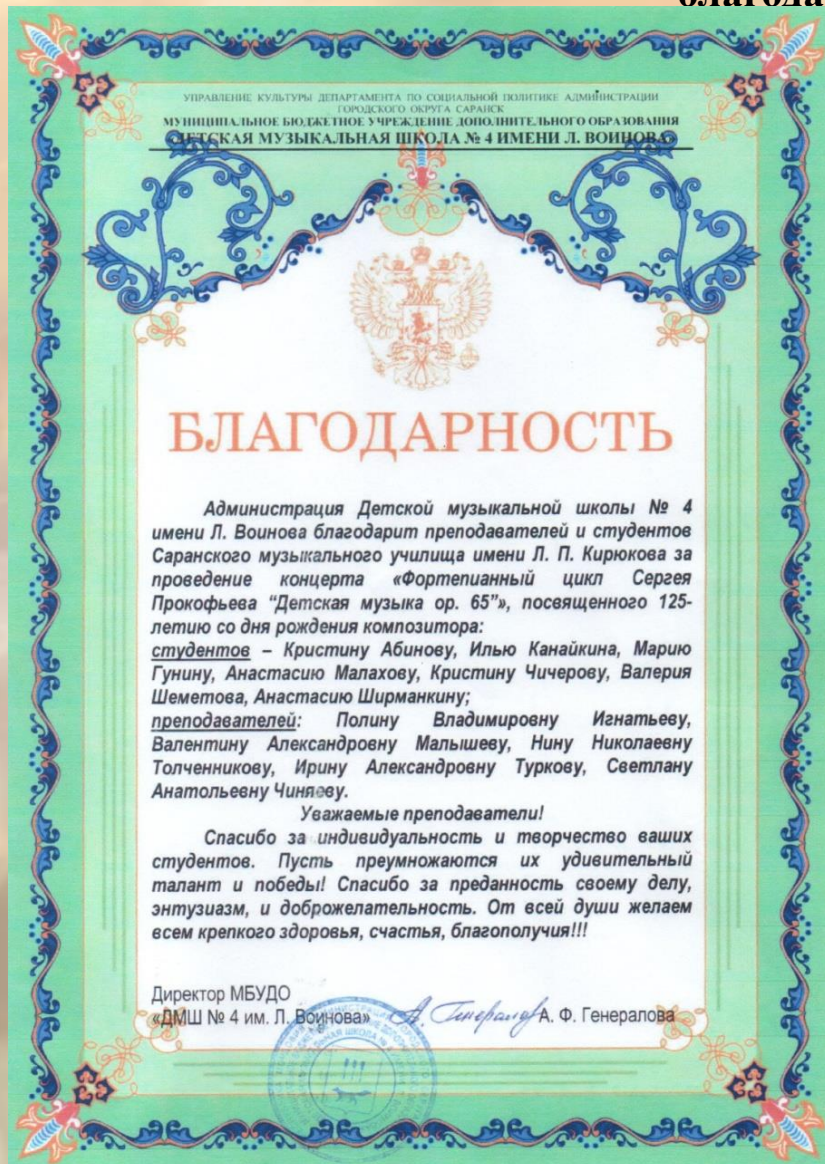 благода
УПРАВЛЕНИЕ КУЛЬТУРЫ ДЕПАРТАМЕНТА ПО СОЦИАЛЬНОЙ ПОЛИТИКЕ АДМИНИСТРАЦИИ
ГОРОДСКОГО ОКРУГА САРАНСК
МУНИЦИПАЛЬНОЕ БЮДЖЕТНОЕ УЧРЕЖДЕНИЕ ДОПОЛНИТЕЛЬНОГО ОБРАЗОВАНИЯ
«ДЕТСКАЯ МУЗЫКАЛЬНАЯ ШКОЛА № 4 ИМЕНИ Л. ВОИНОВА»
БЛАГОДАРНОСТЬ
Администрация Детской музыкальной школы № 4
имени Л. Воинова благодарит преподавателей и студентов
Саранского музыкального училища имени Л. П. Кирюкова за
проведение концерта «Фортепианный цикл Сергея
Прокофьева “Детская музыка ор. 65”», посвященного 125-
летию со дня рождения композитора:
студентов – Кристину Абинову, Илью Канайкина, Марию
Гунину, Анастасию Малахову, Кристину Чичерову, Валерия
Шеметова, Анастасию Ширманкину;
преподавателей: Полину Владимировну Игнатьеву,
Валентину Александровну Малышеву, Нину Николаевну
Толченникову, Ирину Александровну Туркову, Светлану
Анатольевну Чиняеву.
Уважаемые преподаватели!
Спасибо за индивидуальность и творчество ваших
студентов. Пусть преумножаются их удивительный
талант и победы! Спасибо за преданность своему делу,
энтузиазм, и доброжелательность. От всей души желаем
всем крепкого здоровья, счастья, благополучия!!!
Директор МБУДО
«ДМШ № 4 им. Л. Воинова» А. Ф. Генералова